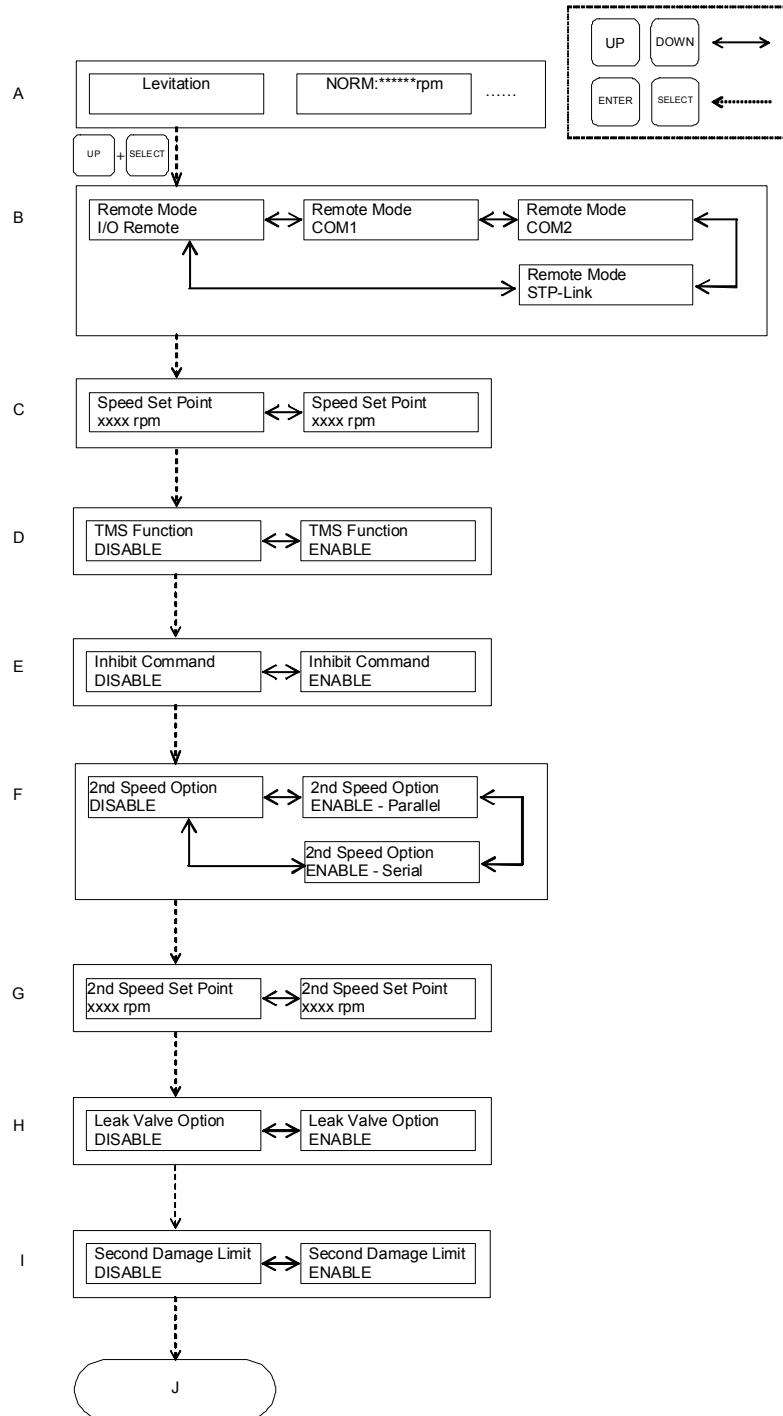 UP DOWN
ENTER SELECT
A
Levitation NORM:******rpm ......
UP + SELECT
B
Remote Mode Remote Mode Remote Mode
I/O Remote COM1 COM2
Remote Mode
STP-Link
C
Speed Set Point Speed Set Point
xxxx rpm xxxx rpm
D
TMS Function TMS Function
DISABLE ENABLE
E
Inhibit Command Inhibit Command
DISABLE ENABLE
F
2nd Speed Option 2nd Speed Option
DISABLE ENABLE - Parallel
2nd Speed Option
ENABLE - Serial
G
2nd Speed Set Point 2nd Speed Set Point
xxxx rpm xxxx rpm
H
Leak Valve Option Leak Valve Option
DISABLE ENABLE
I
Second Damage Limit Second Damage Limit
DISABLE ENABLE
J